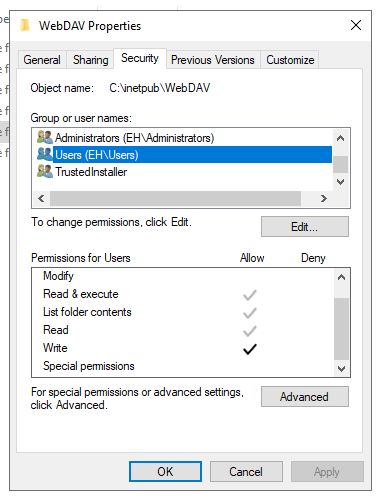 WebDAV Properties
General Sharing Security Previous Versions Customize
Object name: C:\inetpub\WebDAV
Group or user names:
Administrators (EH\Administrators)
Users (EH\Users)
TrustedInstaller
To change permissions, click Edit.
Edit...
Permissions for Users Allow Deny
Modify
Read & execute
List folder contents
Read
Write
Special permissions
For special permissions or advanced settings,
click Advanced.
Advanced
OK Cancel Apply